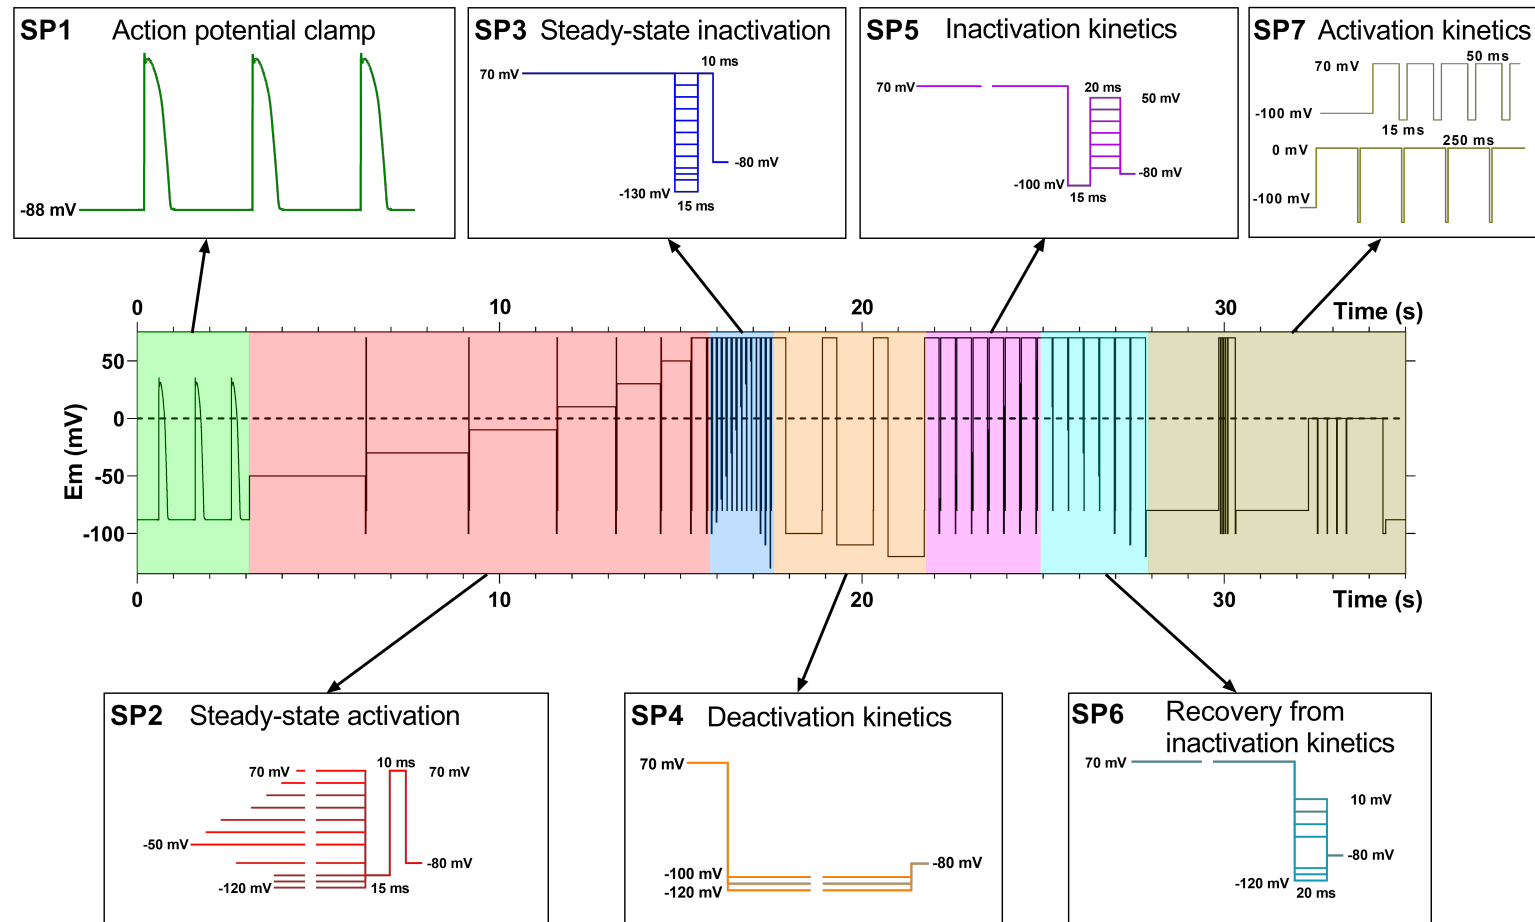 SP1 Action potential clamp
-88 mV
SP3 Steady-state inactivation
10 ms
70 mV
-80 mV
-130 mV
15 ms
SP5 Inactivation kinetics
70 mV
20 ms
50 mV
-80 mV
-100 mV
15 ms
SP7 Activation kinetics
50 ms
70 mV
-100 mV
15 ms
250 ms
0 mV
-100 mV
0 10 20 30 Time (s)
Em (mV)
50
0
-50
-100
0 10 20 30 Time (s)
SP2 Steady-state activation
10 ms
70 mV 70 mV
-50 mV
-80 mV
-120 mV
15 ms
SP4 Deactivation kinetics
70 mV
-80 mV
-100 mV
-120 mV
SP6 Recovery from
inactivation kinetics
70 mV
10 mV
-80 mV
-120 mV
20 ms